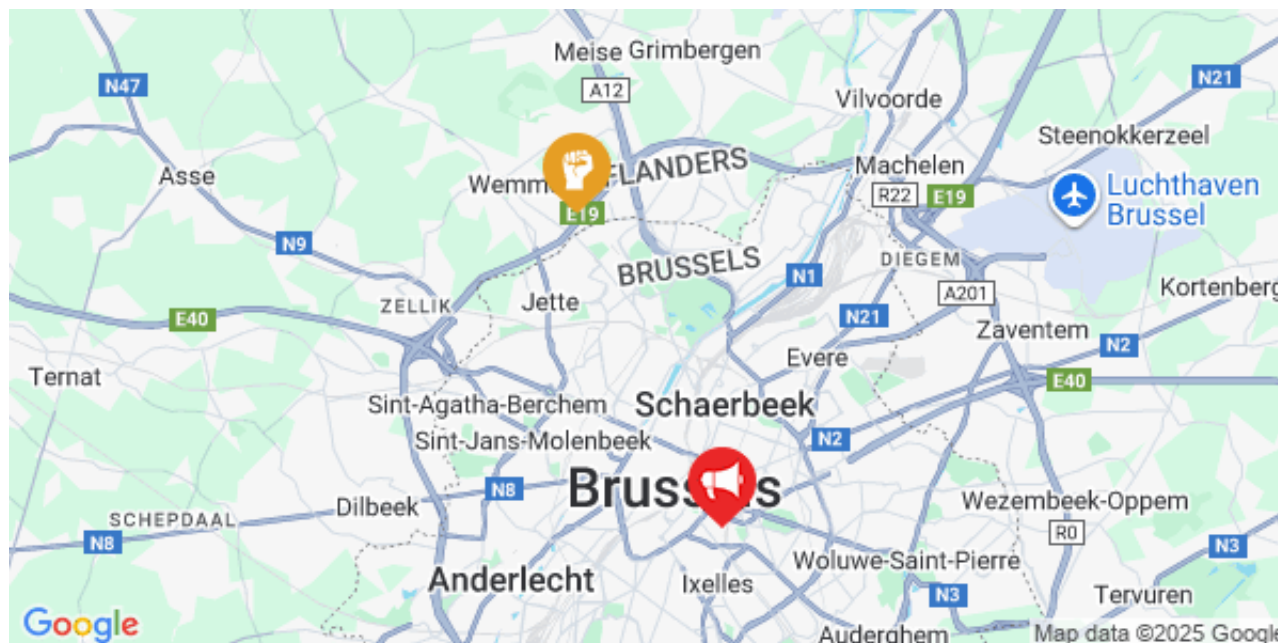 Meise Grimbergen
N47
A12
N21
Vilvoorde
Steenokkerzeel
Asse
FLANDERS
Machelen
R22
E19
Luchthaven
Brussel
E19
N9
BRUSSELS
N1
DIEGEM
A201
Kortenberg
ZELLIK
Jette
E40
N21
Zaventem
N2
Evere
Ternat
E40
Sint-Agatha-Berchem
Schaerbeek
Sint-Jans-Molenbeek
N2
Brussels
N8
Dilbeek
SCHEPDAAL
Wezembeek-Oppem
N8
R0
N3
Woluwe-Saint-Pierre
Anderlecht
Ixelles
N3
Tervuren
Google
Auderghem
Map data ©2025 Google